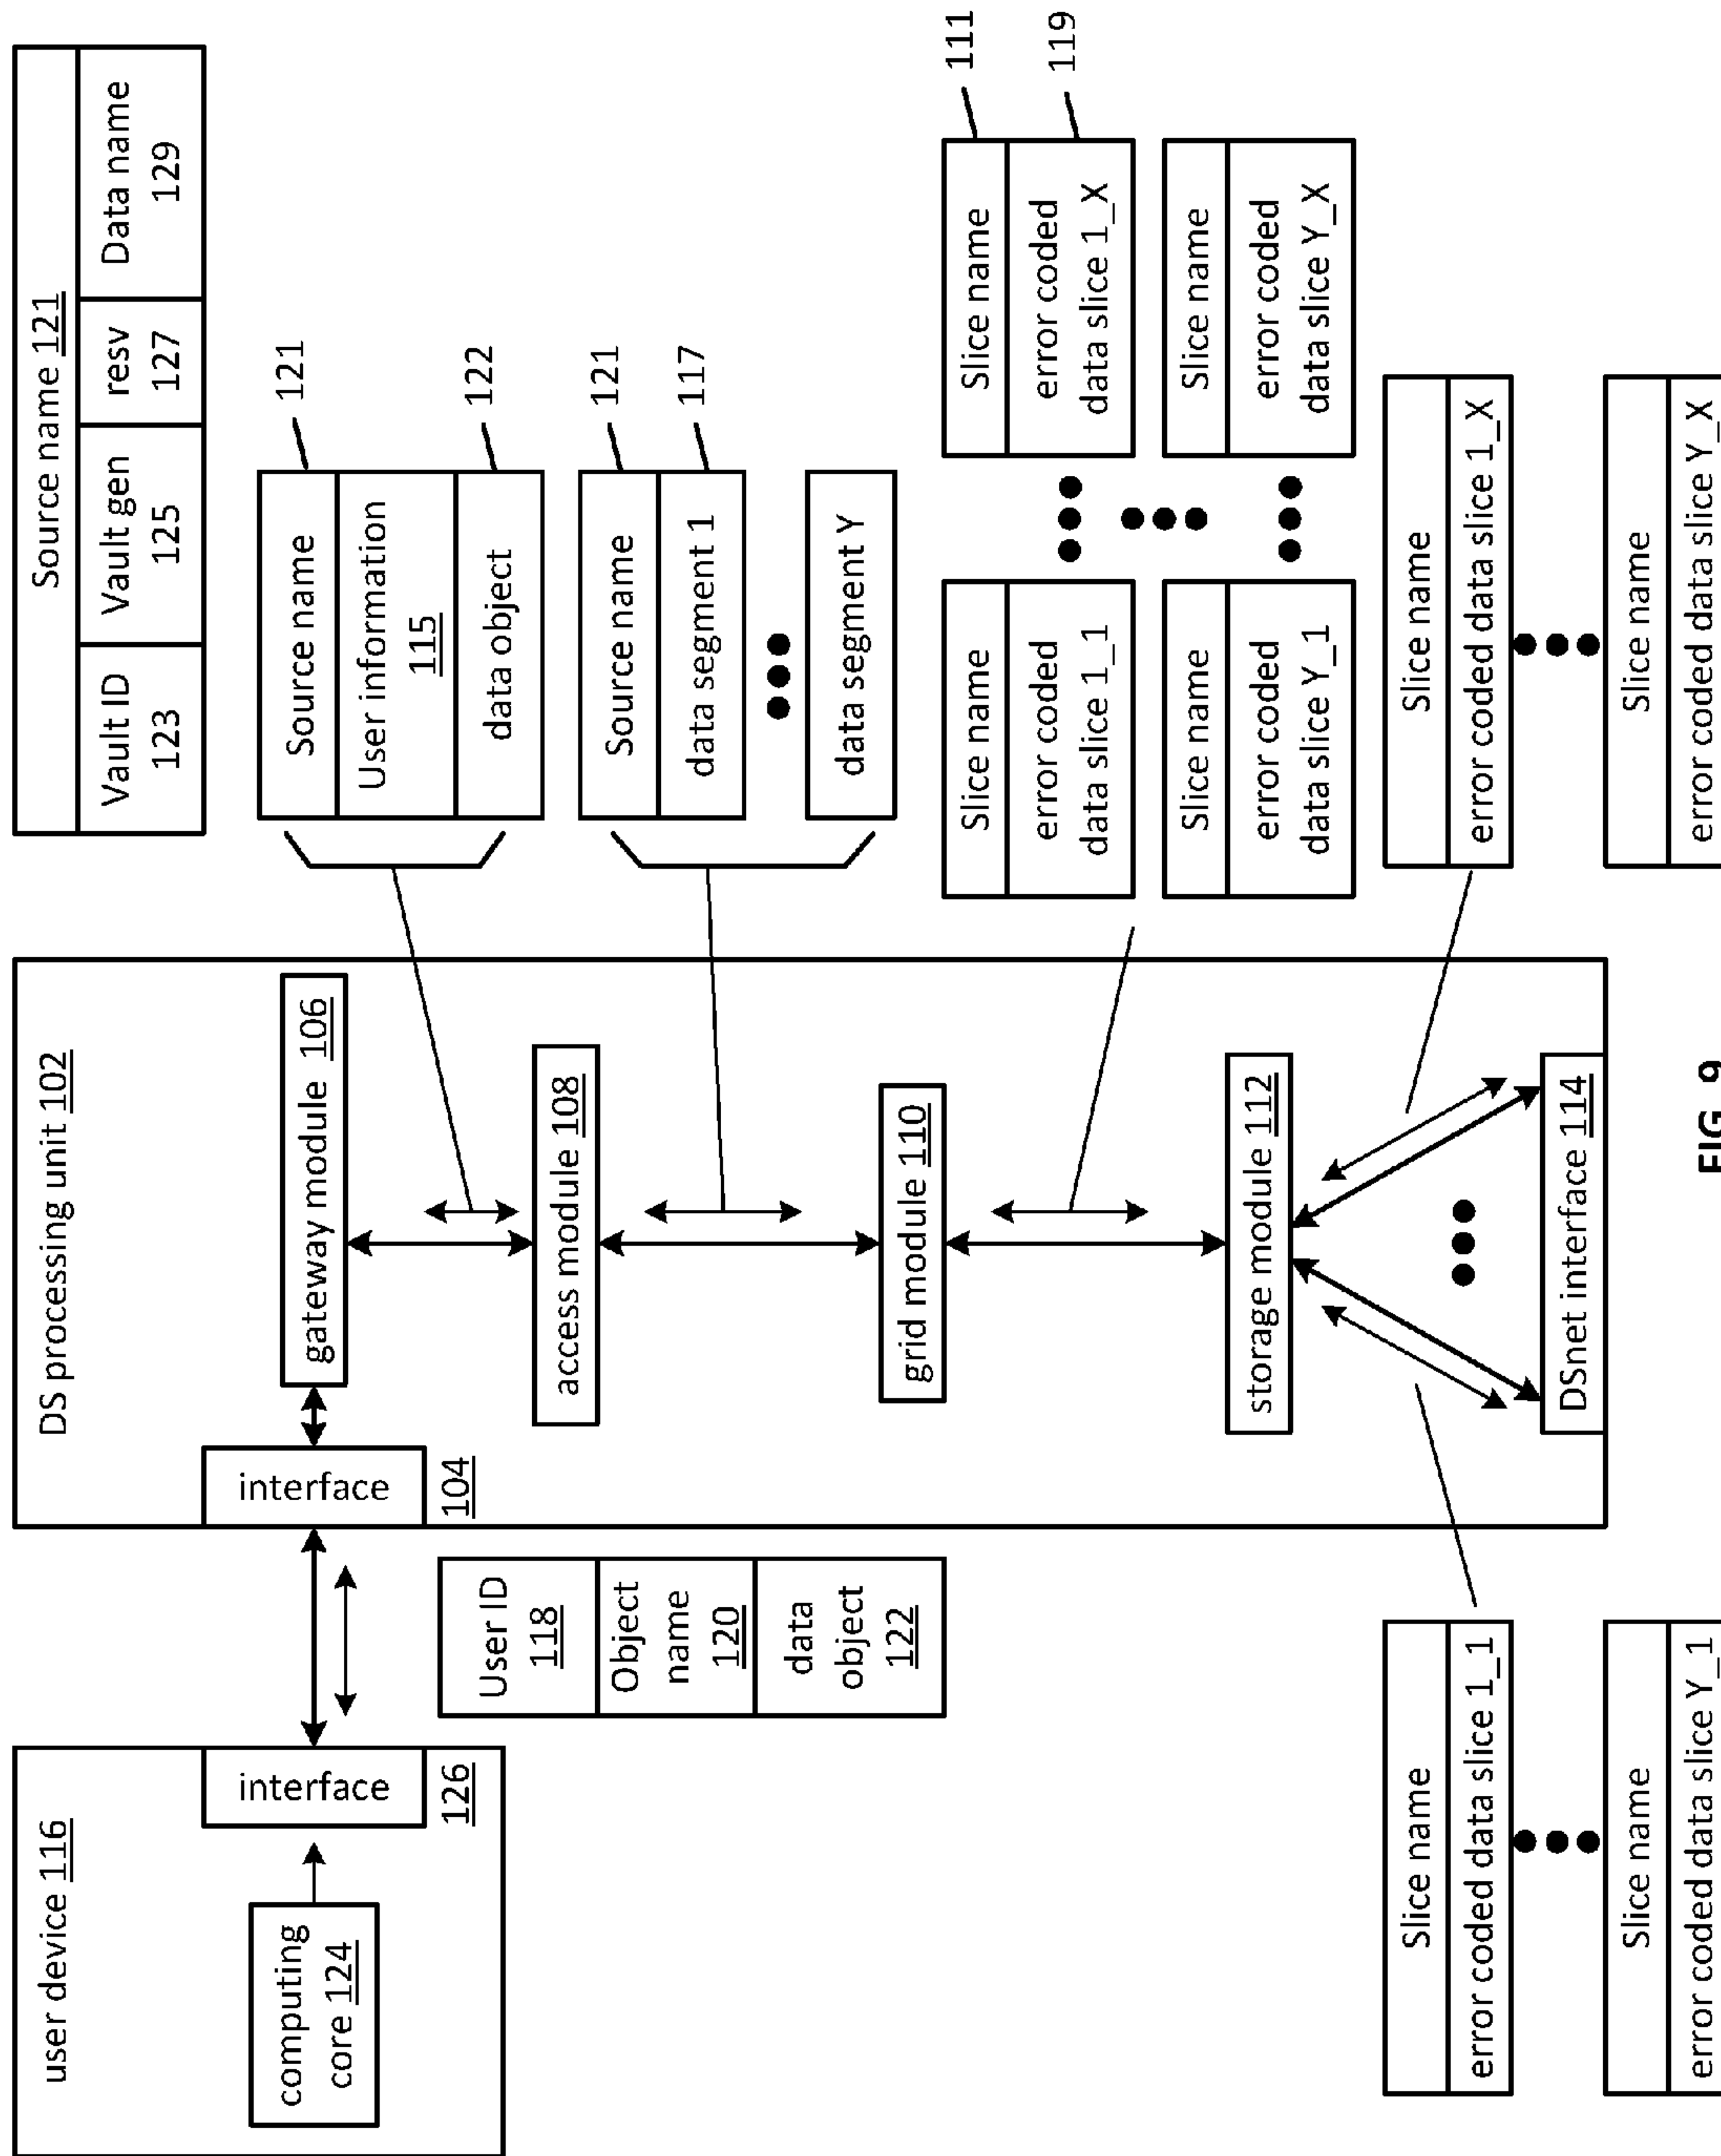 user device 116
computing
core 124
interface
126
User ID
118
Object
name
120
data
object
122
DS processing unit 102
interface
104
gateway module 106
access module 108
grid module 110
storage module 112
DSnet interface 114
Source name 121
Vault ID
123
Vault gen
125
resv
127
Data name
129
Source name
User information
115
data object
121
122
Source name
data segment 1
data segment Y
121
117
Slice name
error coded
data slice 1_1
Slice name
error coded
data slice 1_X
111
119
Slice name
error coded
data slice Y_1
Slice name
error coded
data slice Y_X
Slice name
error coded data slice 1_1
Slice name
error coded data slice Y_1
Slice name
error coded data slice 1_X
Slice name
error coded data slice Y_X
FIG. 9